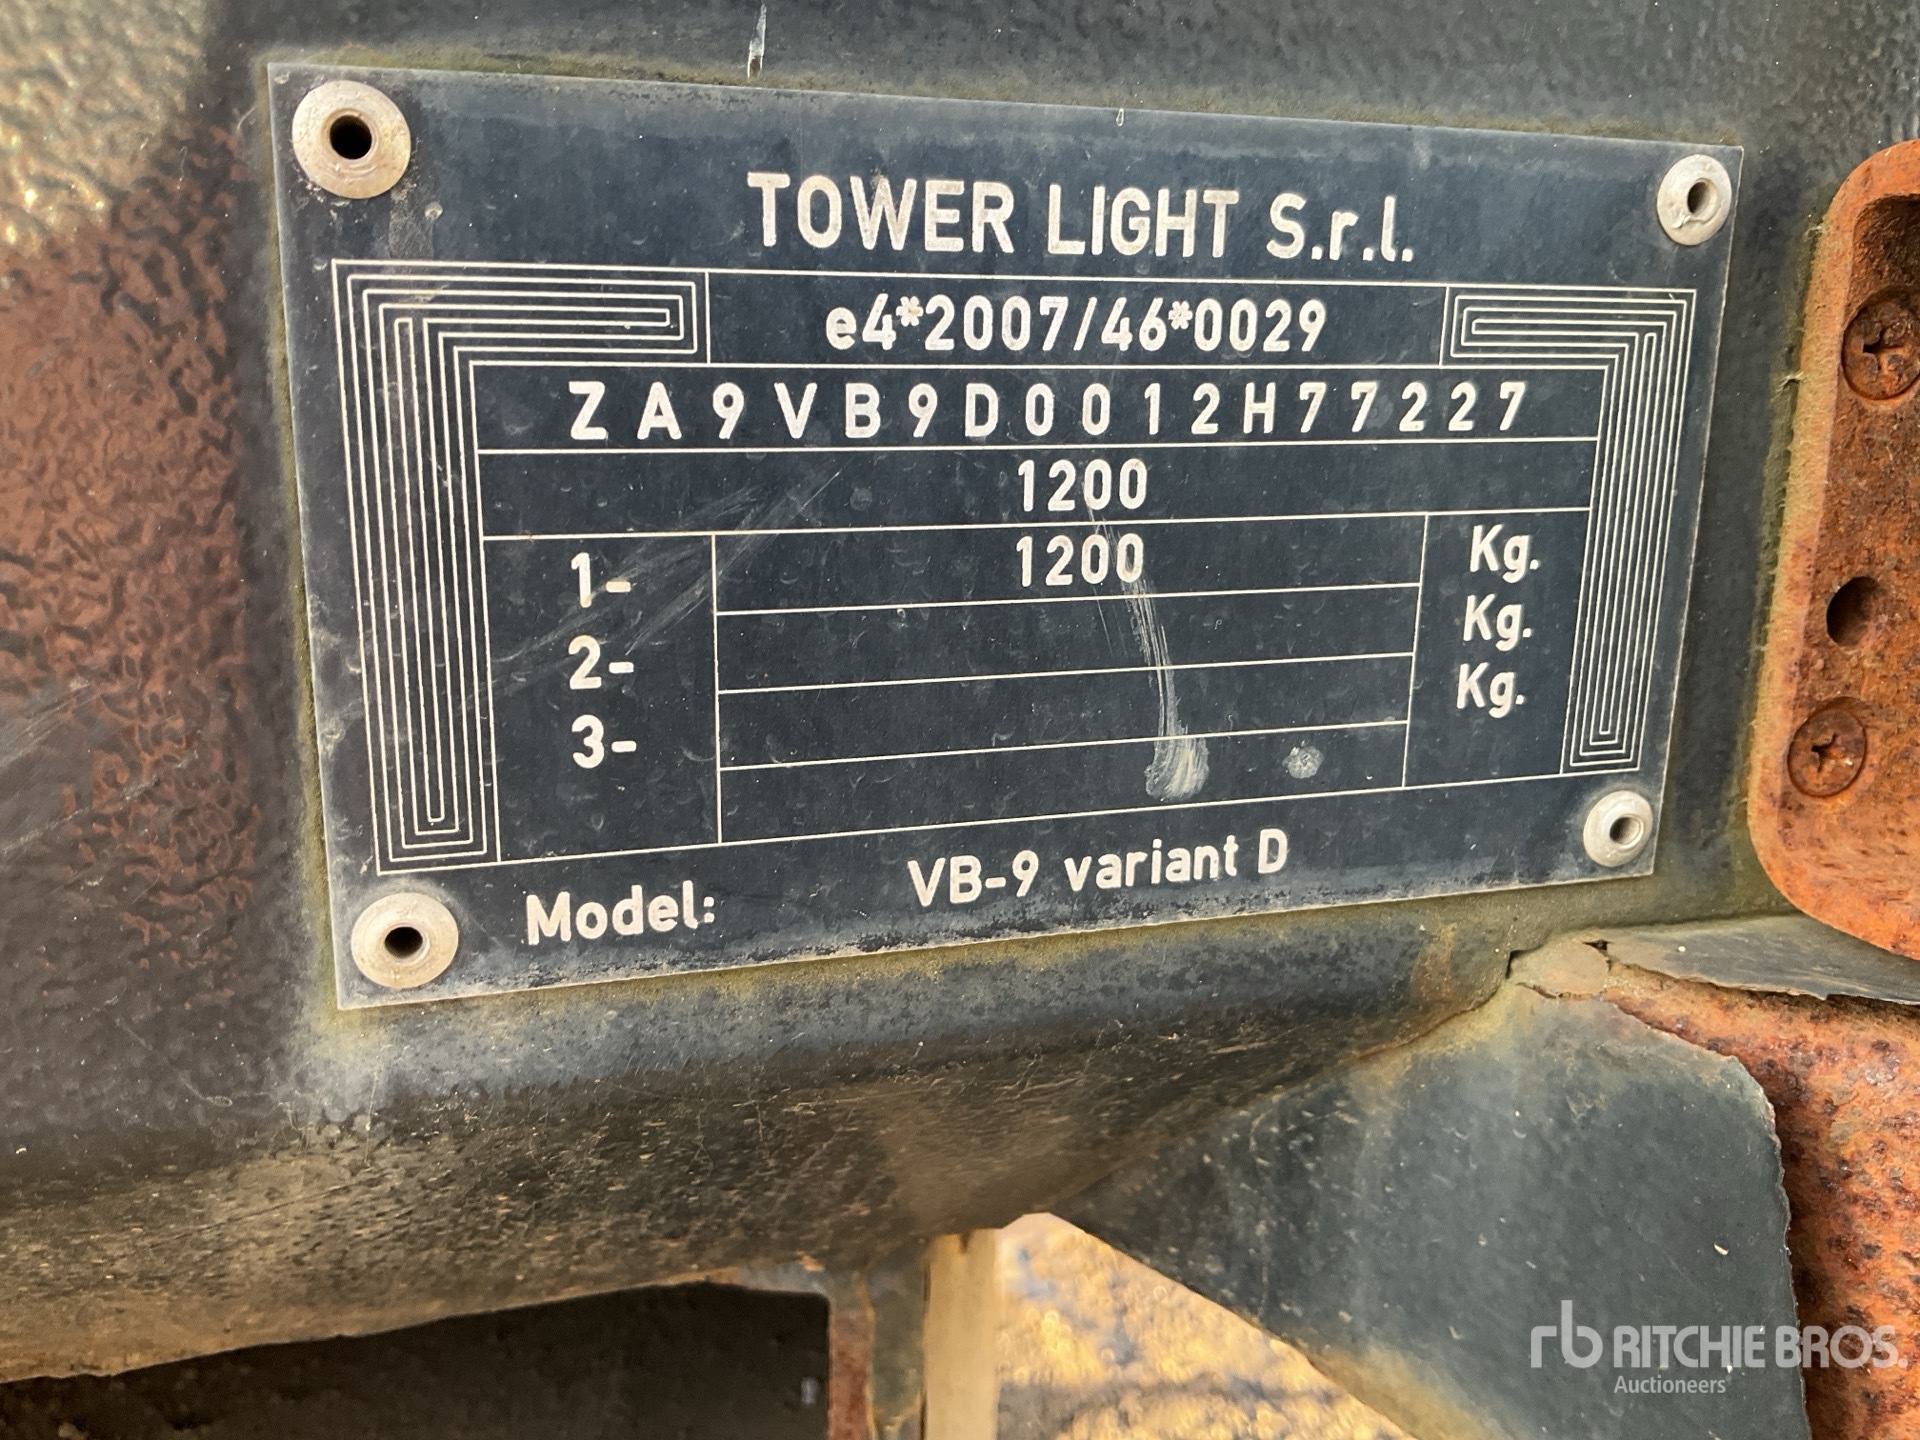 TOWER LIGHT S.r.l.
e4*2007/46*0029
ZA9VB9D0012H77227
1200
1- 1200 Kg.
2- Kg.
3- Kg.
Model: VB-9 variant D
rb RITCHIE BROS.
Auctioneers